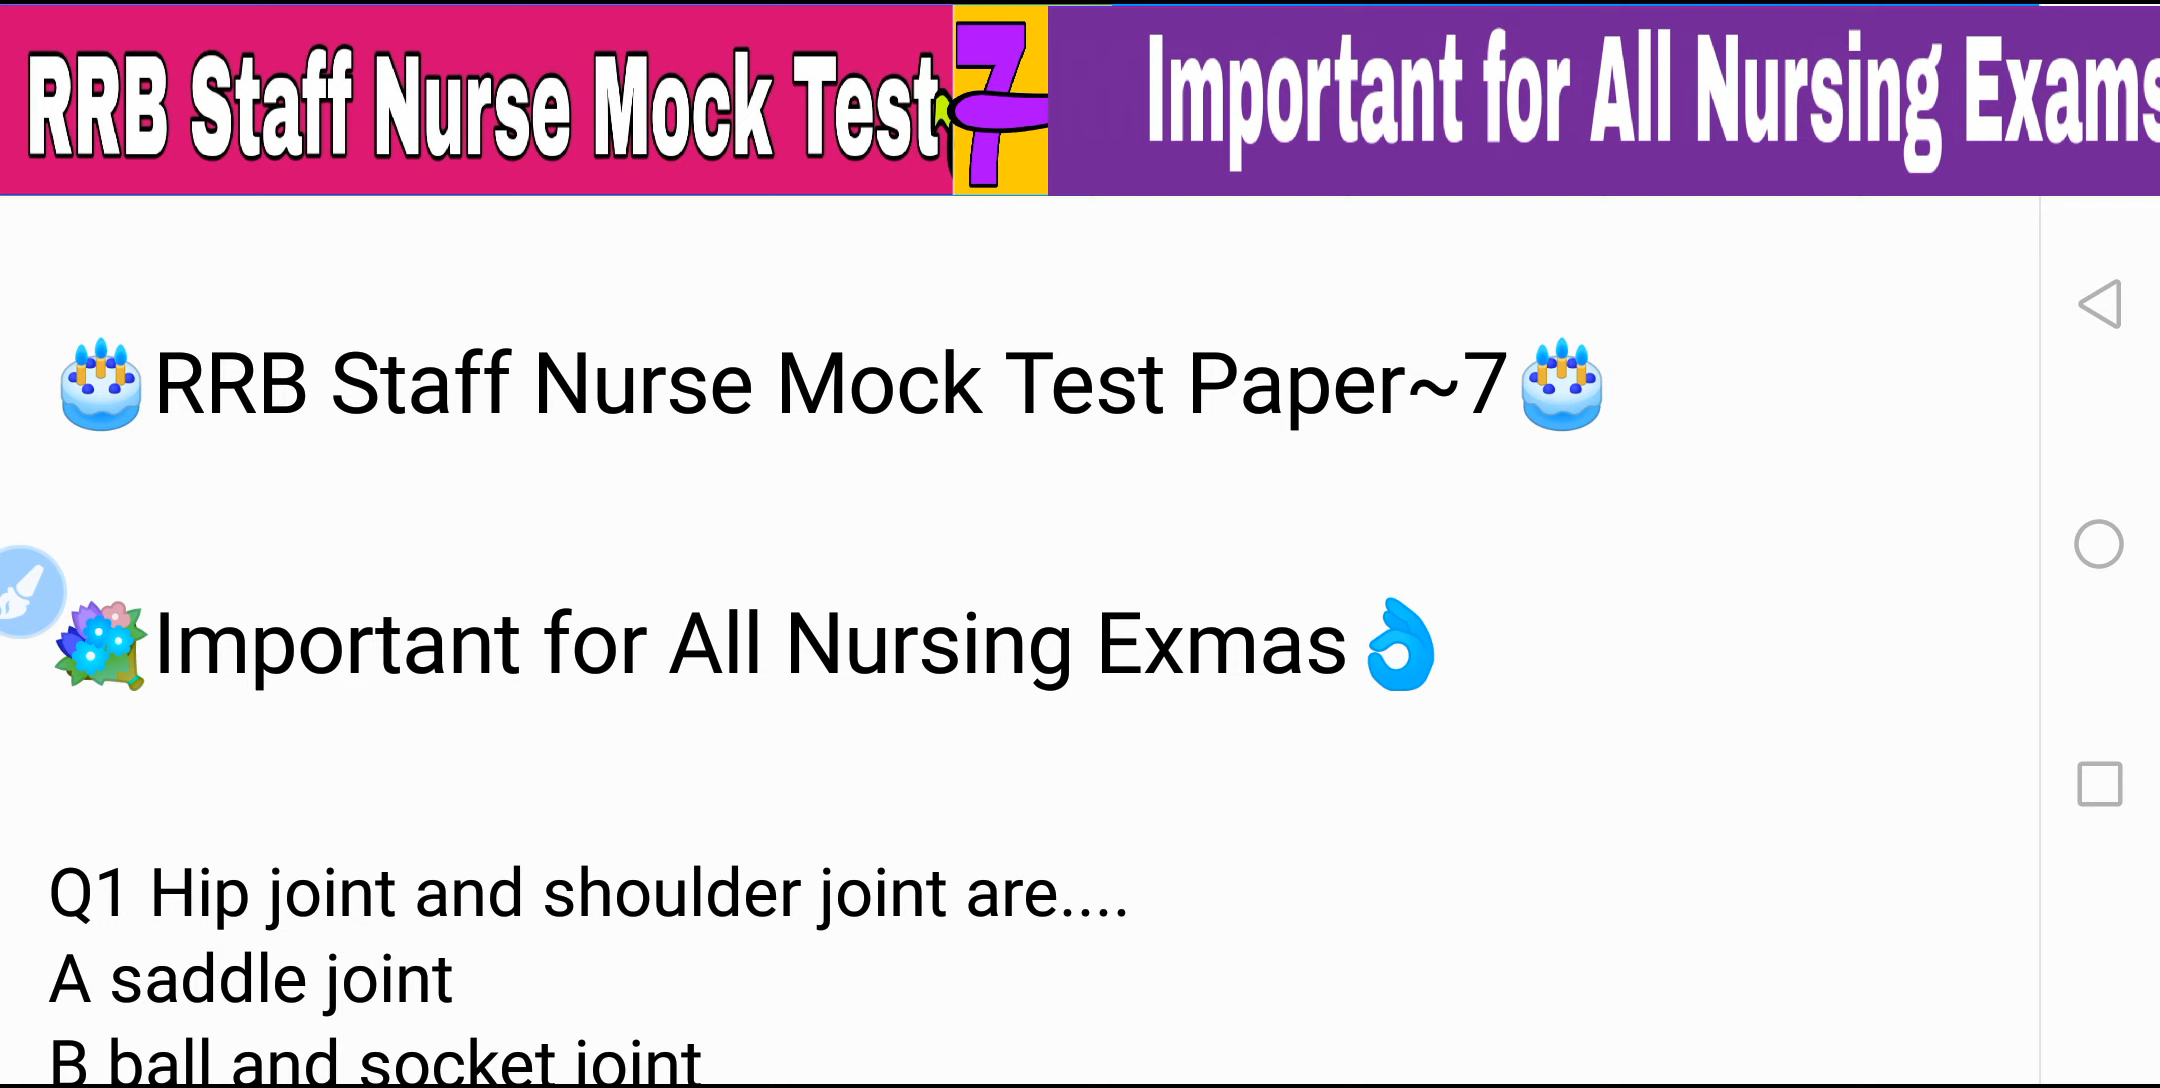 RRB Staff Nurse Mock Test 7 Important for All Nursing Exams
🎂RRB Staff Nurse Mock Test Paper~7🎂
💐Important for All Nursing Exmas👌
Q1 Hip joint and shoulder joint are....
A saddle joint
B ball and socket joint